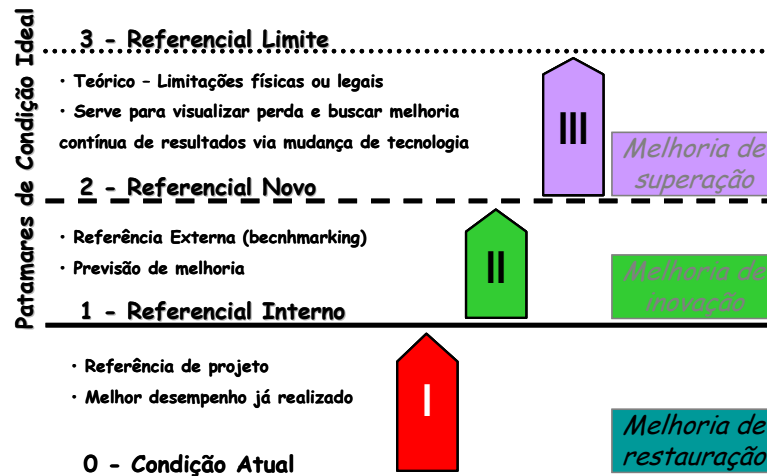 Patamares de Condição Ideal
3 - Referencial Limite
· Teórico – Limitações físicas ou legais
· Serve para visualizar perda e buscar melhoria
contínua de resultados via mudança de tecnologia
III
Melhoria de
superação
2 - Referencial Novo
· Referência Externa (becnhmarking)
· Previsão de melhoria
II
Melhoria de
inovação
1 - Referencial Interno
· Referência de projeto
· Melhor desempenho já realizado
I
Melhoria de
restauração
0 - Condição Atual